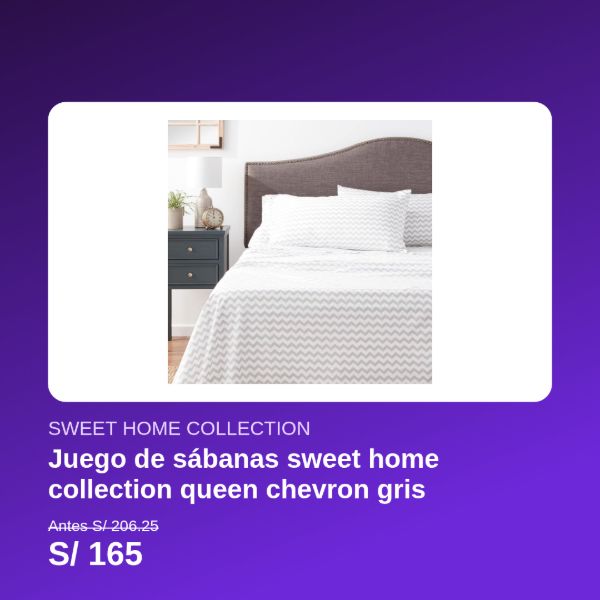 SWEET HOME COLLECTION
Juego de sábanas sweet home
collection queen chevron gris
Antes S/ 206.25
S/ 165